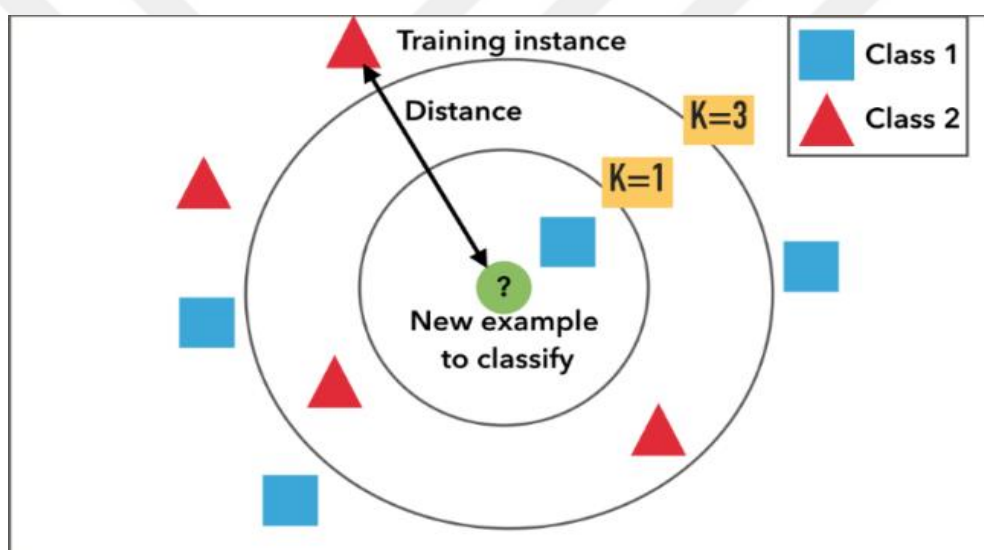 Training instance
Distance
K=3
K=1
?
New example
to classify
Class 1
Class 2